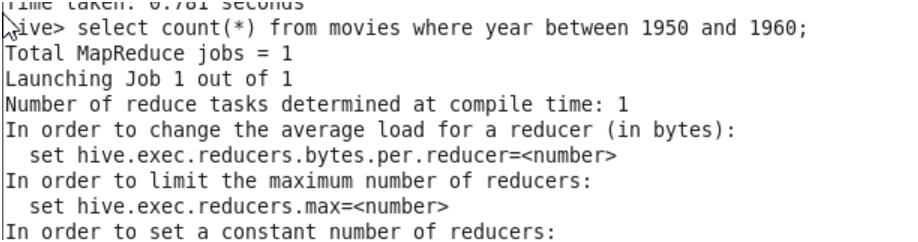 Time taken: 0.781 seconds
hive> select count(*) from movies where year between 1950 and 1960;
Total MapReduce jobs = 1
Launching Job 1 out of 1
Number of reduce tasks determined at compile time: 1
In order to change the average load for a reducer (in bytes):
  set hive.exec.reducers.bytes.per.reducer=<number>
In order to limit the maximum number of reducers:
  set hive.exec.reducers.max=<number>
In order to set a constant number of reducers: